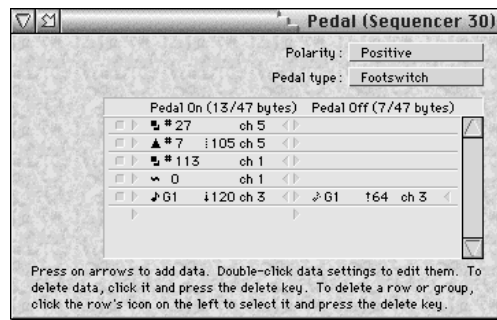 Pedal (Sequencer 30)
Polarity: Positive
Pedal type: Footswitch
Pedal On (13/47 bytes) Pedal Off (7/47 bytes)
#27 ch 5
#7 105 ch 5
#113 ch 1
0 ch 1
G1 ↓120 ch 3 G1 ↑64 ch 3
Press on arrows to add data. Double-click data settings to edit them. To
delete data, click it and press the delete key. To delete a row or group,
click the row's icon on the left to select it and press the delete key.